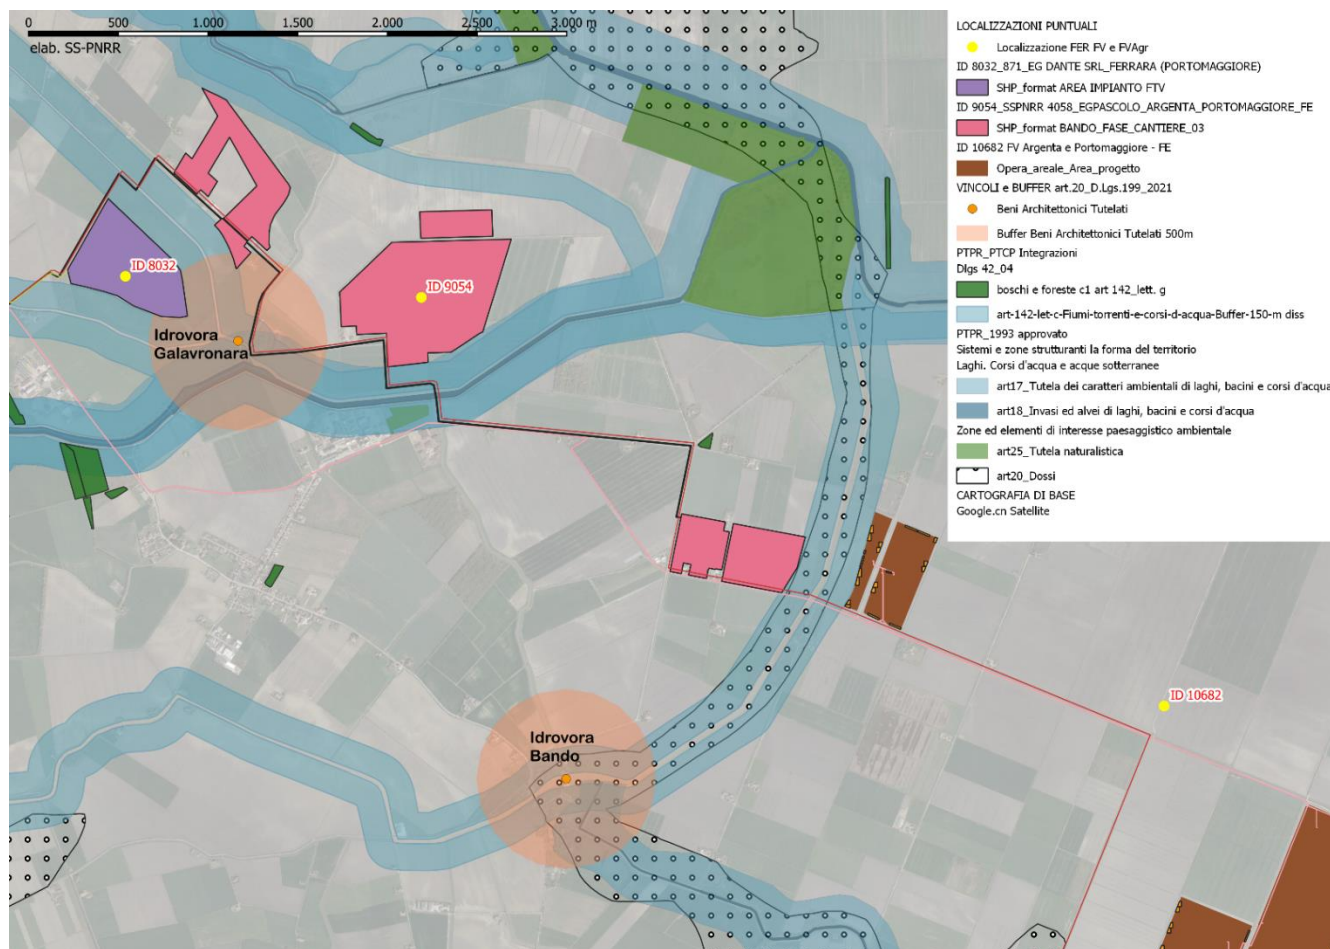 0 500 1.000 1.500 2.000 2,500 3.000 m
elab. SS-PNRR
ID 8032
ID 9054
Idrovora
Galavronara
Idrovora
Bando
ID 10682
LOCALIZZAZIONI PUNTUALI
Localizzazione FER FV e FVAgr
ID 8032_871_EG DANTE SRL_FERRARA (PORTOMAGGIORE)
SHP_format AREA IMPIANTO FTV
ID 9054_SSPNRR 4058_EGPASCOLO_ARGENTA_PORTOMAGGIORE_FE
SHP_format BANDO_FASE_CANTIERE_03
ID 10682 FV Argenta e Portomaggiore - FE
Opera_areale_Area_progetto
VINCOLI e BUFFER art.20_D.Lgs.199_2021
Beni Architettonici Tutelati
Buffer Beni Architettonici Tutelati 500m
PTPR_PTCP Integrazioni
Dlgs 42_04
boschi e foreste c1 art 142_lett. g
art-142-let-c-Fiumi-torrenti-e-corsi-d-acqua-Buffer-150-m diss
PTPR_1993 approvato
Sistemi e zone strutturanti la forma del territorio
Laghi. Corsi d'acqua e acque sotterranee
art17_Tutela dei caratteri ambientali di laghi, bacini e corsi d'acqua
art18_Invasi ed alvei di laghi, bacini e corsi d'acqua
Zone ed elementi di interesse paesaggistico ambientale
art25_Tutela naturalistica
art20_Dossi
CARTOGRAFIA DI BASE
Google.cn Satellite